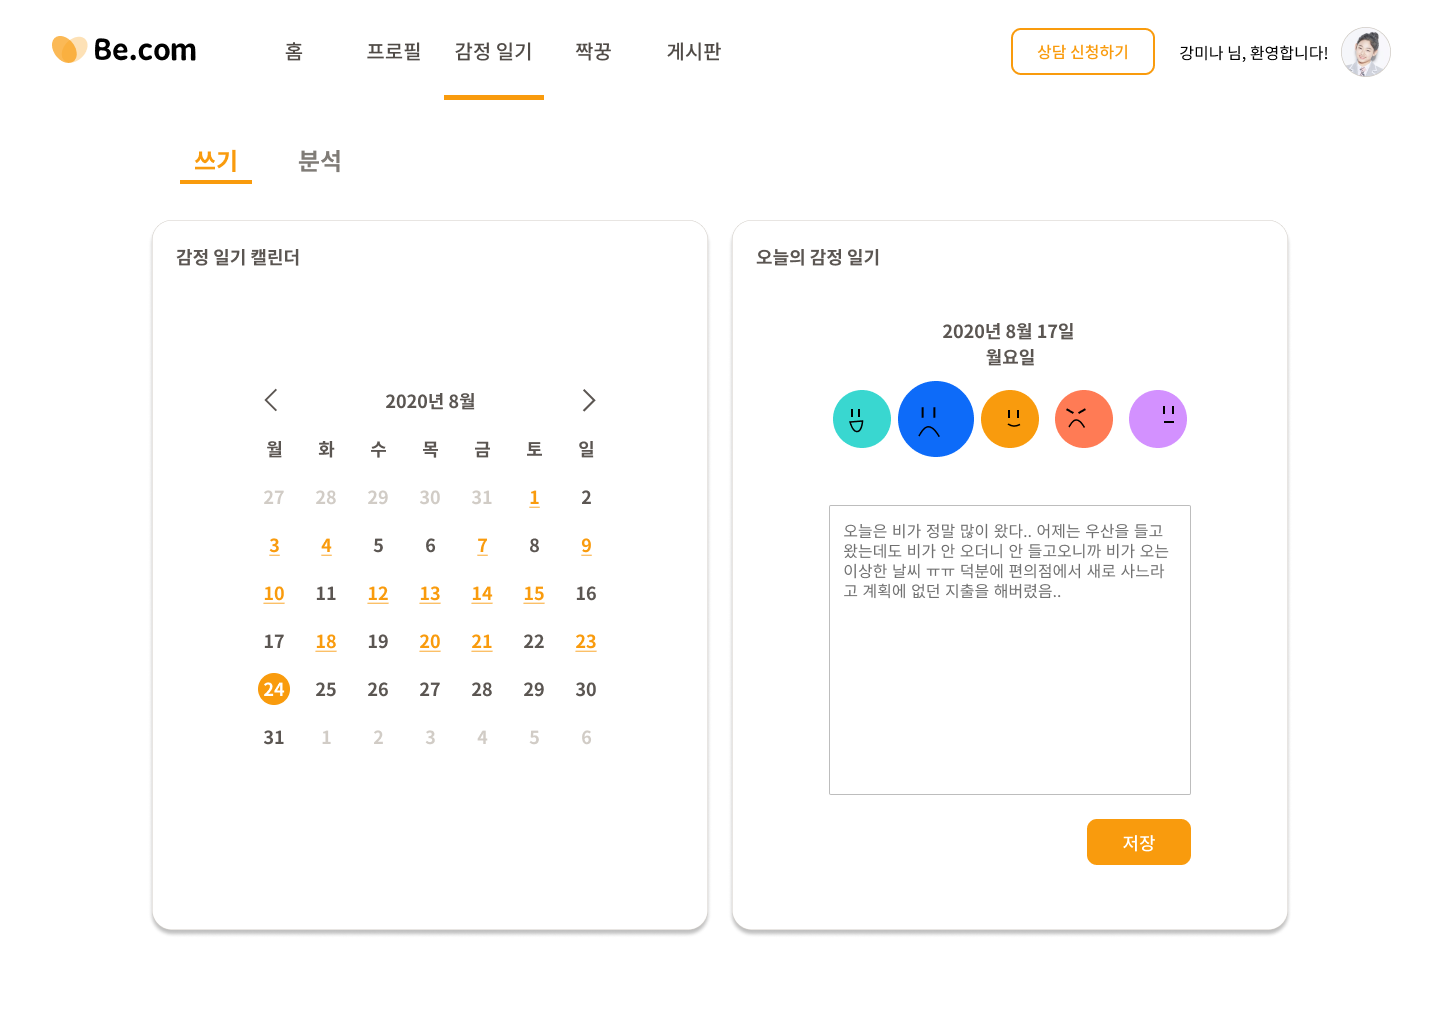 Be.com 홈 프로필 감정 일기 짝꿍 게시판 상담 신청하기 강미나 님, 환영합니다!
쓰기 분석
감정 일기 캘린더
2020년 8월
월 화 수 목 금 토 일
27 28 29 30 31 1 2
3 4 5 6 7 8 9
10 11 12 13 14 15 16
17 18 19 20 21 22 23
24 25 26 27 28 29 30
31 1 2 3 4 5 6
오늘의 감정 일기
2020년 8월 17일
월요일
오늘은 비가 정말 많이 왔다.. 어제는 우산을 들고
왔는데도 비가 안 오더니 안 들고오니까 비가 오는
이상한 날씨 ㅠㅠ 덕분에 편의점에서 새로 사느라
고 계획에 없던 지출을 해버렸음..
저장